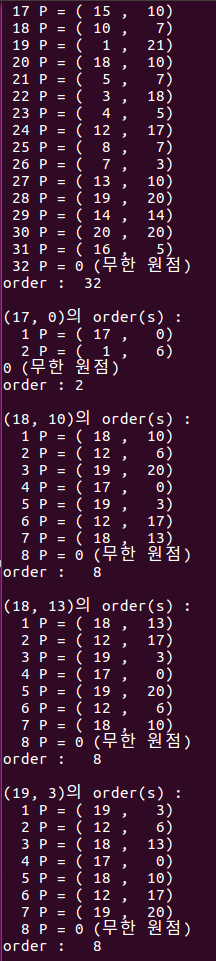 17 P = ( 15 ,  10)
18 P = ( 10 ,   7)
19 P = (  1 ,  21)
20 P = ( 18 ,  10)
21 P = (  5 ,   7)
22 P = (  3 ,  18)
23 P = (  4 ,   5)
24 P = ( 12 ,  17)
25 P = (  8 ,   7)
26 P = (  7 ,   3)
27 P = ( 13 ,  10)
28 P = ( 19 ,  20)
29 P = ( 14 ,  14)
30 P = ( 20 ,  20)
31 P = ( 16 ,   5)
32 P = 0 (무한 원점)
order :  32
(17, 0)의 order(s) :
1 P = ( 17 ,   0)
2 P = (  1 ,   6)
0 (무한 원점)
order : 2
(18, 10)의 order(s) :
1 P = ( 18 ,  10)
2 P = ( 12 ,   6)
3 P = ( 19 ,  20)
4 P = ( 17 ,   0)
5 P = ( 19 ,   3)
6 P = ( 12 ,  17)
7 P = ( 18 ,  13)
8 P = 0 (무한 원점)
order :   8
(18, 13)의 order(s) :
1 P = ( 18 ,  13)
2 P = ( 12 ,  17)
3 P = ( 19 ,   3)
4 P = ( 17 ,   0)
5 P = ( 19 ,  20)
6 P = ( 12 ,   6)
7 P = ( 18 ,  10)
8 P = 0 (무한 원점)
order :   8
(19, 3)의 order(s) :
1 P = ( 19 ,   3)
2 P = ( 12 ,   6)
3 P = ( 18 ,  13)
4 P = ( 17 ,   0)
5 P = ( 18 ,  10)
6 P = ( 12 ,  17)
7 P = ( 19 ,  20)
8 P = 0 (무한 원점)
order :   8